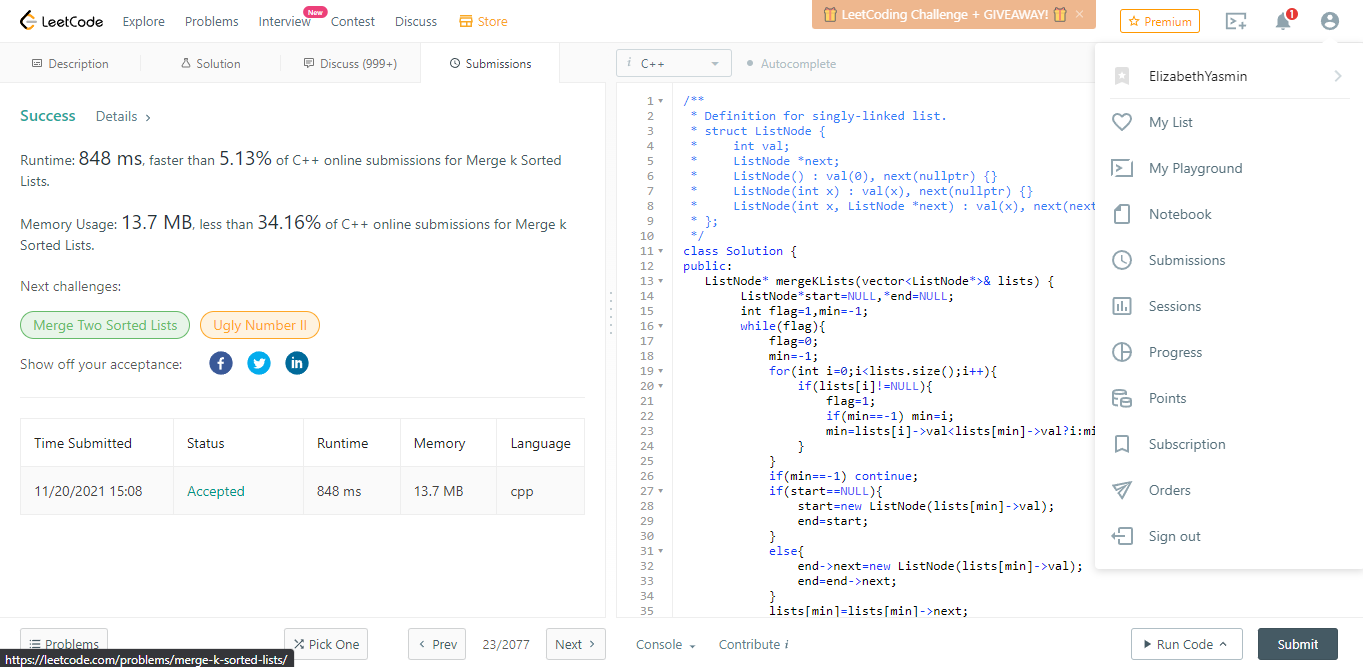 LeetCode Explore Problems Interview New Contest Discuss Store LeetCoding Challenge + GIVEAWAY! × Premium 1
Description Solution Discuss (999+) Submissions
i C++ Autocomplete
Success Details >
Runtime: 848 ms, faster than 5.13% of C++ online submissions for Merge k Sorted
Lists.
Memory Usage: 13.7 MB, less than 34.16% of C++ online submissions for Merge k
Sorted Lists.
Next challenges:
Merge Two Sorted Lists Ugly Number II
Show off your acceptance:
Time Submitted Status Runtime Memory Language
11/20/2021 15:08 Accepted 848 ms 13.7 MB cpp
1 /**
2 * Definition for singly-linked list.
3 * struct ListNode {
4 *     int val;
5 *     ListNode *next;
6 *     ListNode() : val(0), next(nullptr) {}
7 *     ListNode(int x) : val(x), next(nullptr) {}
8 *     ListNode(int x, ListNode *next) : val(x), next(next
9 * };
10 */
11 class Solution {
12 public:
13 ListNode* mergeKLists(vector<ListNode*>& lists) {
14 ListNode*start=NULL,*end=NULL;
15 int flag=1,min=-1;
16 while(flag){
17 flag=0;
18 min=-1;
19 for(int i=0;i<lists.size();i++){
20 if(lists[i]!=NULL){
21 flag=1;
22 if(min==-1) min=i;
23 min=lists[i]->val<lists[min]->val?i:mi
24 }
25 }
26 if(min==-1) continue;
27 if(start==NULL){
28 start=new ListNode(lists[min]->val);
29 end=start;
30 }
31 else{
32 end->next=new ListNode(lists[min]->val);
33 end=end->next;
34 }
35 lists[min]=lists[min]->next;
ElizabethYasmin
My List
My Playground
Notebook
Submissions
Sessions
Progress
Points
Subscription
Orders
Sign out
Problems Pick One < Prev 23/2077 Next > Console Contribute i Run Code Submit
https://leetcode.com/problems/merge-k-sorted-lists/